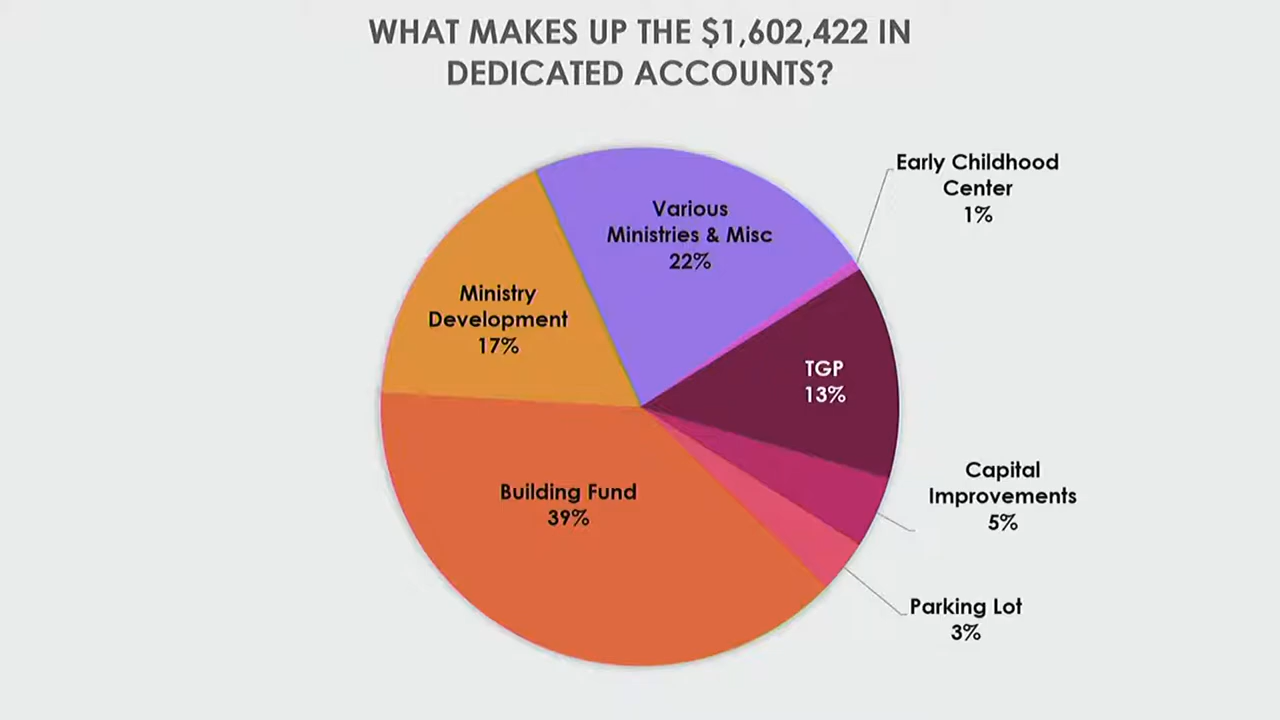 WHAT MAKES UP THE $1,602,422 IN
DEDICATED ACCOUNTS?
Early Childhood
Center
1%
Various
Ministries & Misc
22%
Ministry
Development
17%
TGP
13%
Capital
Improvements
5%
Building Fund
39%
Parking Lot
3%